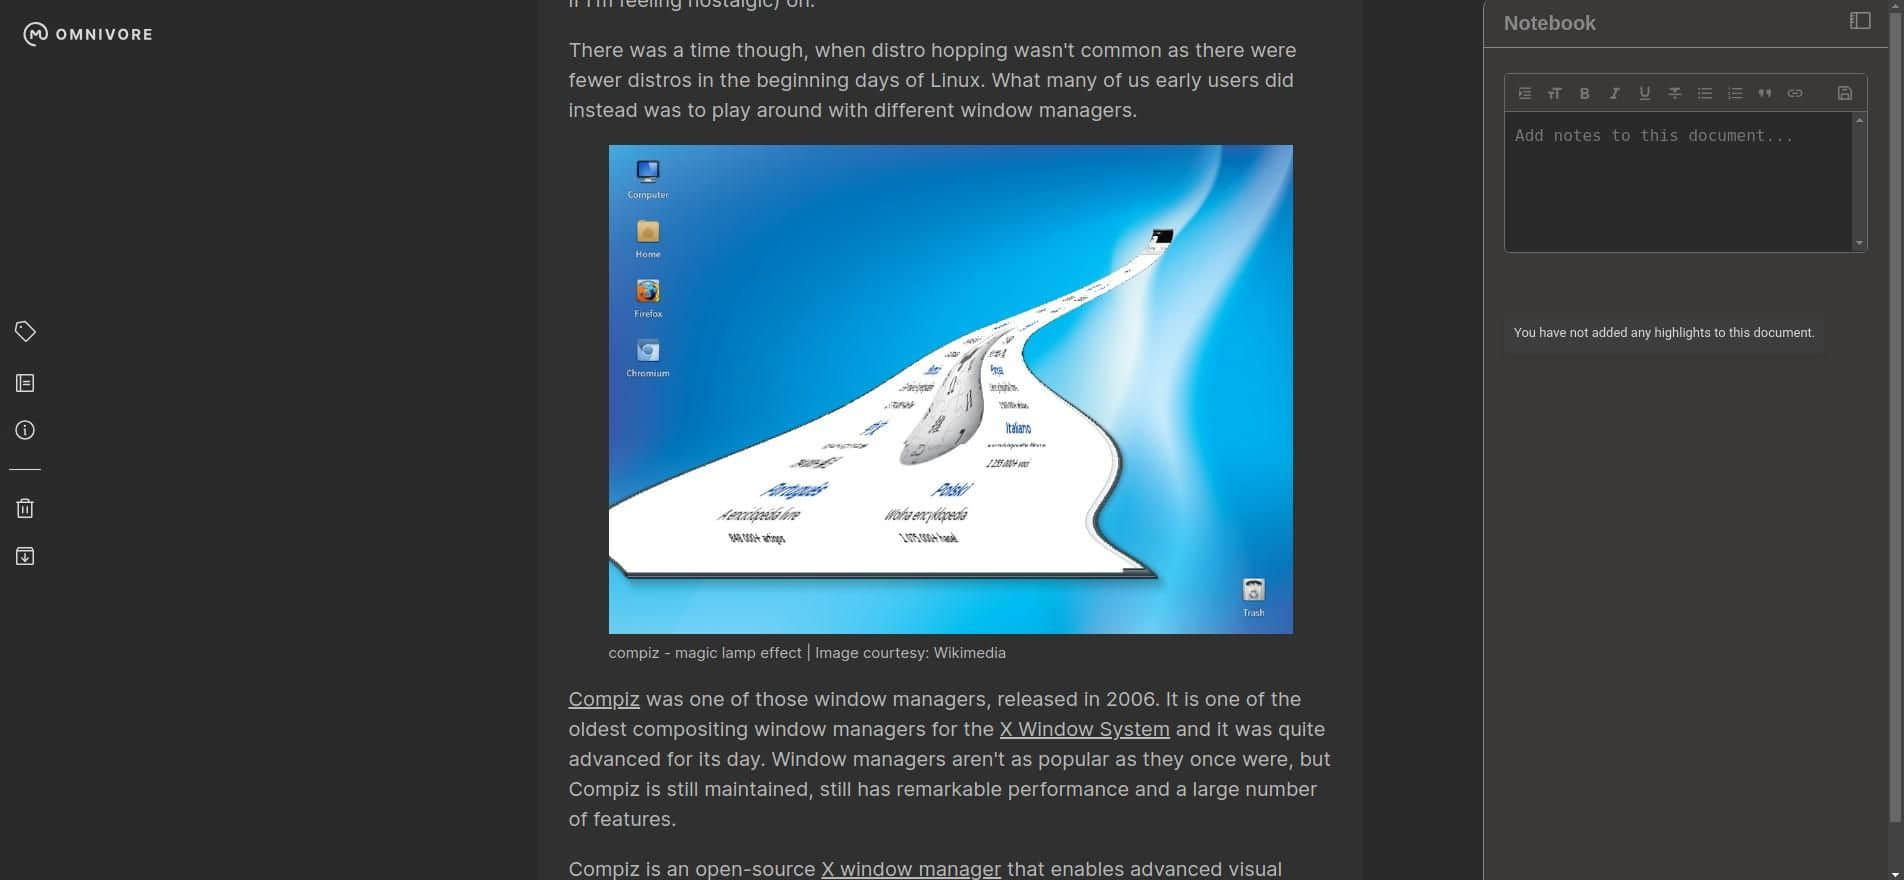 OMNIVORE
if I'm feeling nostalgic) on.
There was a time though, when distro hopping wasn't common as there were
fewer distros in the beginning days of Linux. What many of us early users did
instead was to play around with different window managers.
Computer
Home
Firefox
Chromium
Italiano
Português
Polski
A enciclopédia livre
Wolna encyklopedia
Trash
compiz - magic lamp effect | Image courtesy: Wikimedia
Compiz was one of those window managers, released in 2006. It is one of the
oldest compositing window managers for the X Window System and it was quite
advanced for its day. Window managers aren't as popular as they once were, but
Compiz is still maintained, still has remarkable performance and a large number
of features.
Compiz is an open-source X window manager that enables advanced visual
Notebook
Add notes to this document...
You have not added any highlights to this document.